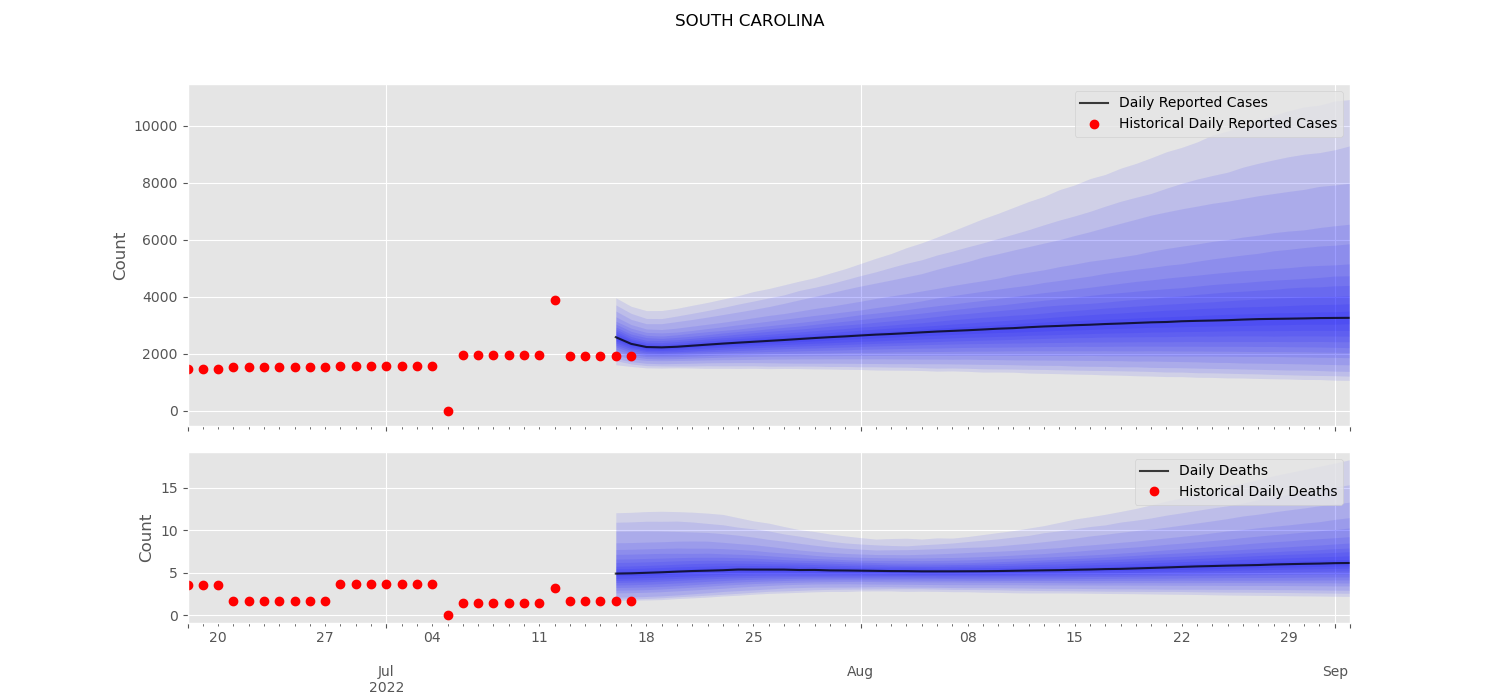 SOUTH CAROLINA
Daily Reported Cases
Historical Daily Reported Cases
10000
8000
6000
4000
2000
0
Count
Daily Deaths
Historical Daily Deaths
15
10
5
0
Count
20 27 04 11 18 25 08 15 22 29
Jul Aug Sep
2022